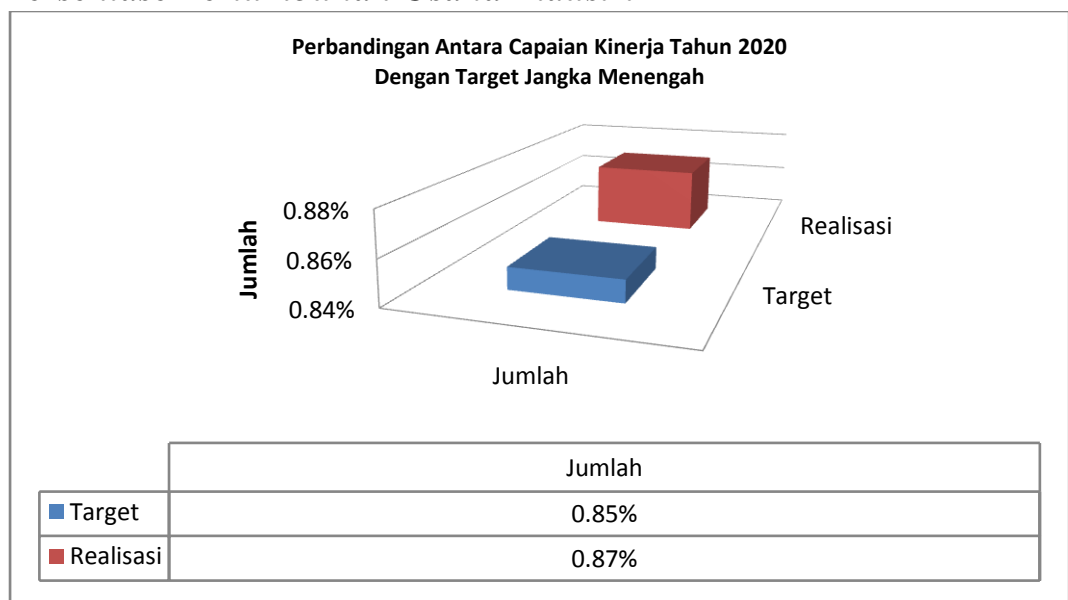 Perbandingan Antara Capaian Kinerja Tahun 2020
Dengan Target Jangka Menengah
0.88%
0.86%
0.84%
Jumlah
Realisasi
Target
Jumlah
Jumlah
Target 0.85%
Realisasi 0.87%